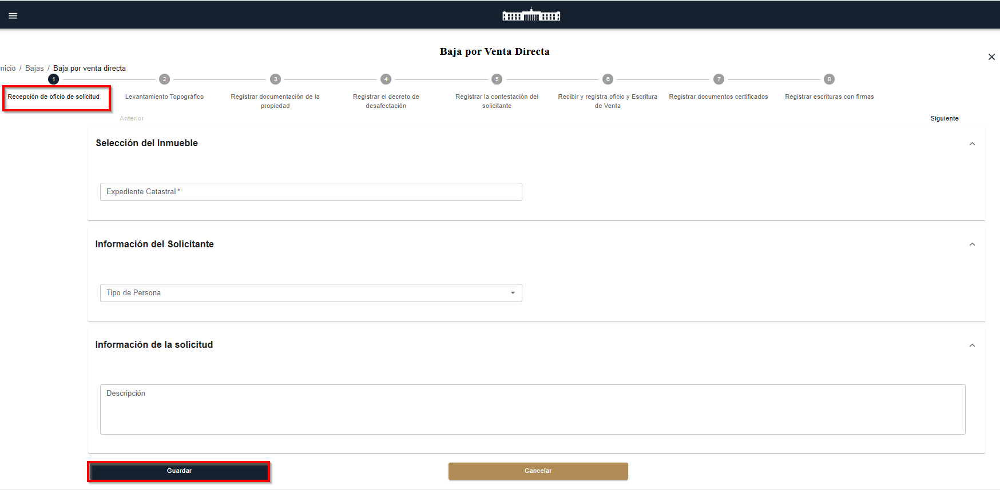 Baja por Venta Directa
nicio / Bajas / Baja por venta directa
1 2 3 4 5 6 7 8
Recepción de oficio de solicitud
Levantamiento Topográfico
Registrar documentación de la
propiedad
Registrar el decreto de
desafectación
Registrar la contestación del
solicitante
Recibir y registra oficio y Escritura
de Venta
Registrar documentos certificados
Registrar escrituras con firmas
Anterior
Siguiente
Selección del Inmueble
Expediente Catastral *
Información del Solicitante
Tipo de Persona
Información de la solicitud
Descripción
Guardar
Cancelar